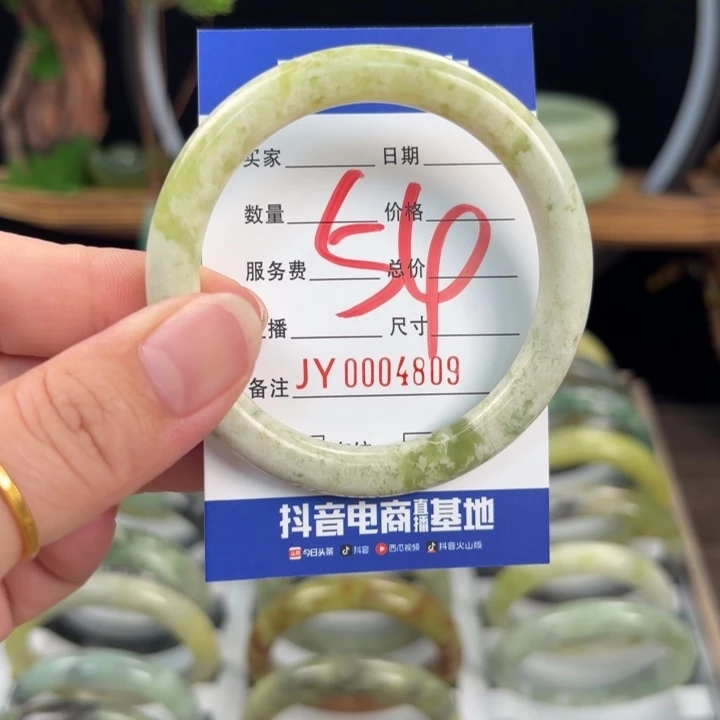 买家 日期
数量 价格
服务费 总价
播 尺寸
54
备注 JY 0004809
抖音电商直播基地
今日头条 抖音 西瓜视频 抖音火山版